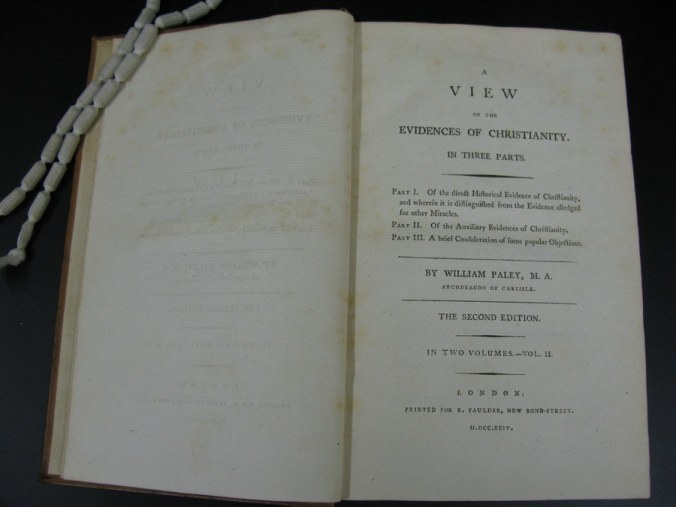 A
VIEW
OF THE
EVIDENCES OF CHRISTIANITY.
IN THREE PARTS.
PART I. Of the direct Historical Evidence of Christianity,
and wherein it is distinguished from the Evidence alledged
for other Miracles.
PART II. Of the Auxiliary Evidences of Christianity.
PART III. A brief Consideration of some popular Objections.
BY WILLIAM PALEY, M. A.
ARCHDEACON OF CARLISLE.
THE SECOND EDITION.
IN TWO VOLUMES.—VOL. II.
LONDON:
PRINTED FOR R. FAULDER, NEW BOND-STREET.
M.DCC.XCIV.